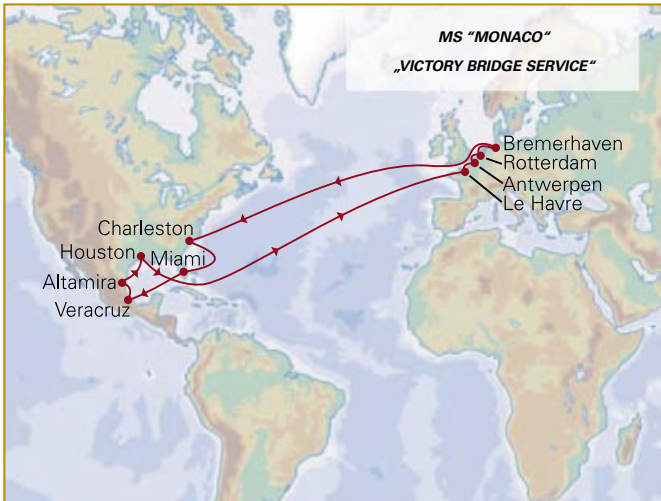 MS “MONACO“
„VICTORY BRIDGE SERVICE“
Bremerhaven
Rotterdam
Antwerpen
Le Havre
Charleston
Houston
Miami
Altamira
Veracruz